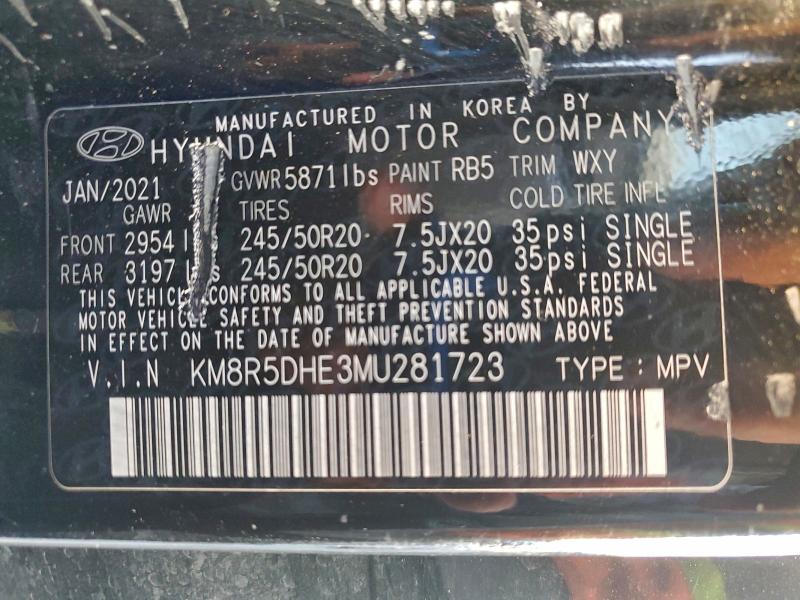 MANUFACTURED IN KOREA BY
HYUNDAI MOTOR COMPANY
JAN/2021 GVWR 5871lbs PAINT RB5 TRIM WXY
GAWR TIRES RIMS COLD TIRE INFL
FRONT 2954 245/50R20 7.5JX20 35psi SINGLE
REAR 3197 lbs 245/50R20 7.5JX20 35psi SINGLE
THIS VEHICLE CONFORMS TO ALL APPLICABLE U.S.A. FEDERAL
MOTOR VEHICLE SAFETY AND THEFT PREVENTION STANDARDS
IN EFFECT ON THE DATE OF MANUFACTURE SHOWN ABOVE
V.I.N KM8R5DHE3MU281723 TYPE : MPV